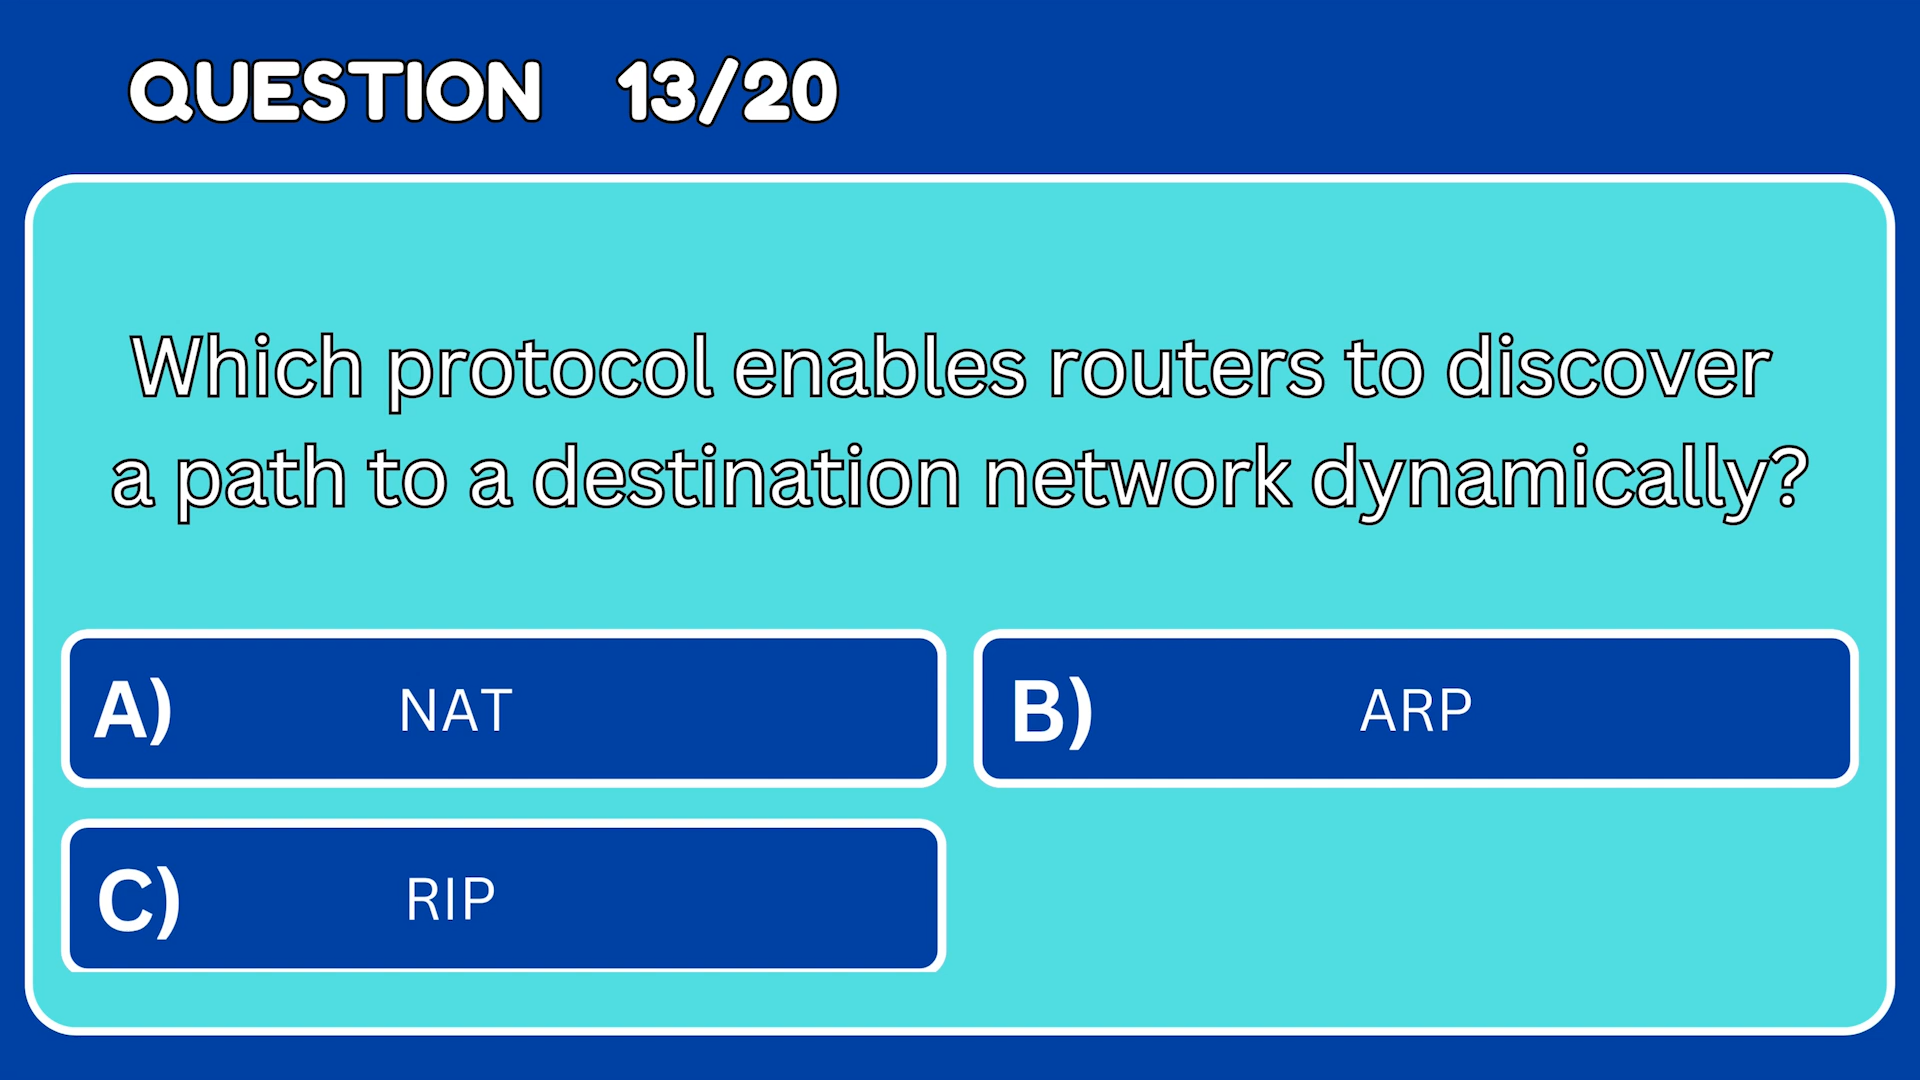 QUESTION 13/20
Which protocol enables routers to discover
a path to a destination network dynamically?
A) NAT
B) ARP
C) RIP